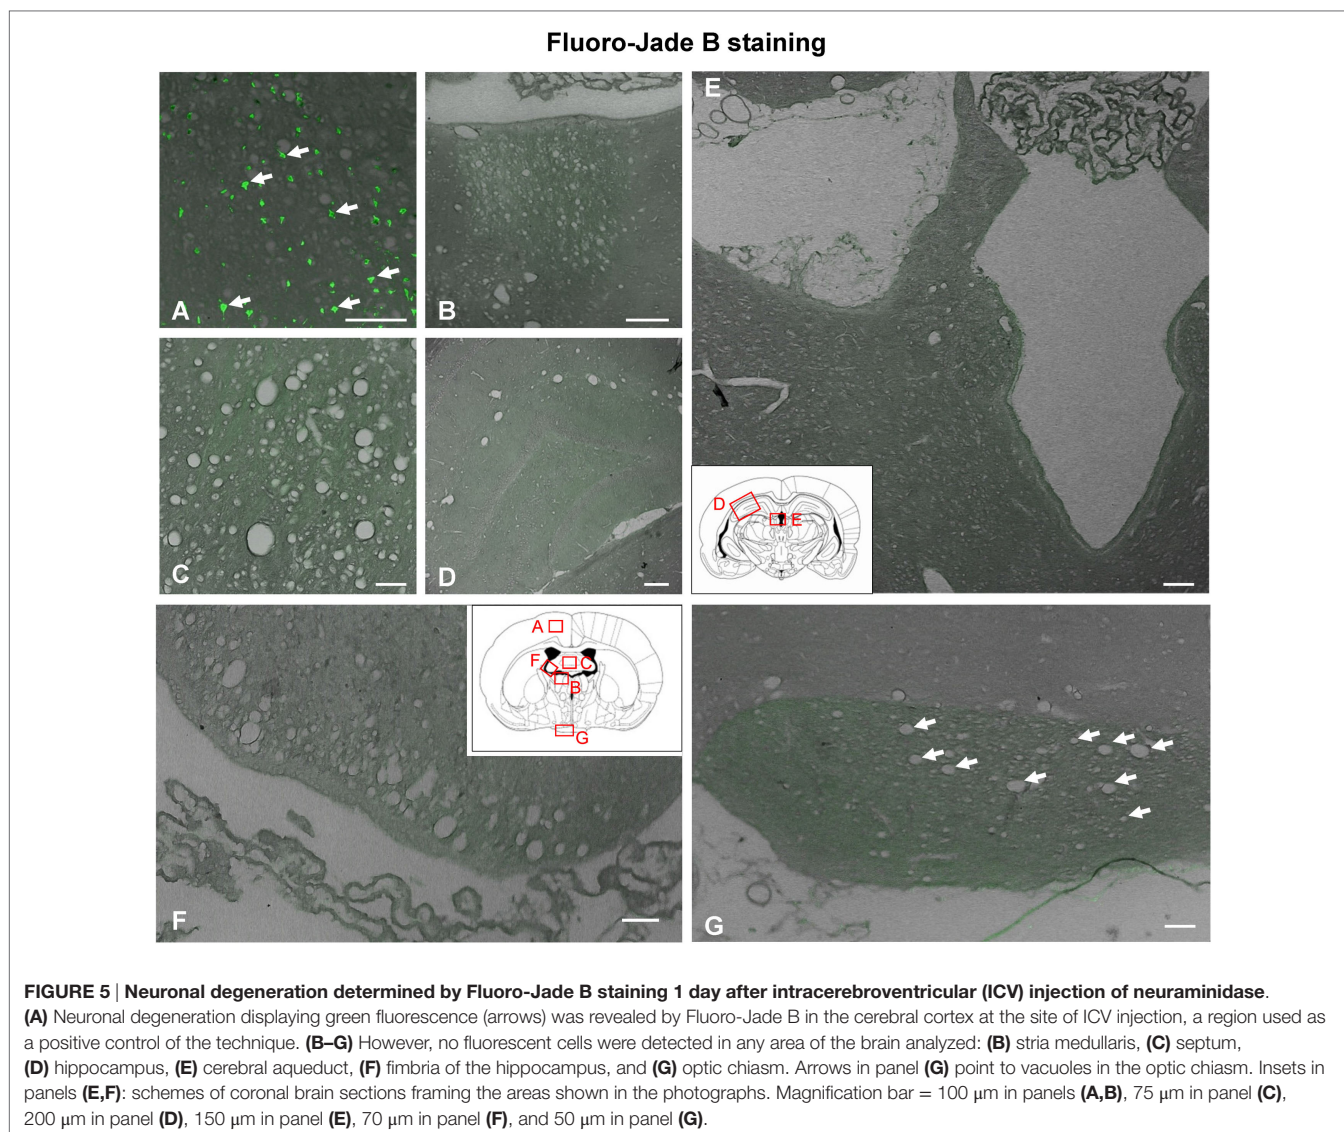 Fluoro-Jade B staining
A
B
E
C
D
D
E
A
F
C
B
G
F
G
FIGURE 5 | Neuronal degeneration determined by Fluoro-Jade B staining 1 day after intracerebroventricular (ICV) injection of neuraminidase.
(A) Neuronal degeneration displaying green fluorescence (arrows) was revealed by Fluoro-Jade B in the cerebral cortex at the site of ICV injection, a region used as
a positive control of the technique. (B–G) However, no fluorescent cells were detected in any area of the brain analyzed: (B) stria medullaris, (C) septum,
(D) hippocampus, (E) cerebral aqueduct, (F) fimbria of the hippocampus, and (G) optic chiasm. Arrows in panel (G) point to vacuoles in the optic chiasm. Insets in
panels (E,F): schemes of coronal brain sections framing the areas shown in the photographs. Magnification bar = 100 μm in panels (A,B), 75 μm in panel (C),
200 μm in panel (D), 150 μm in panel (E), 70 μm in panel (F), and 50 μm in panel (G).